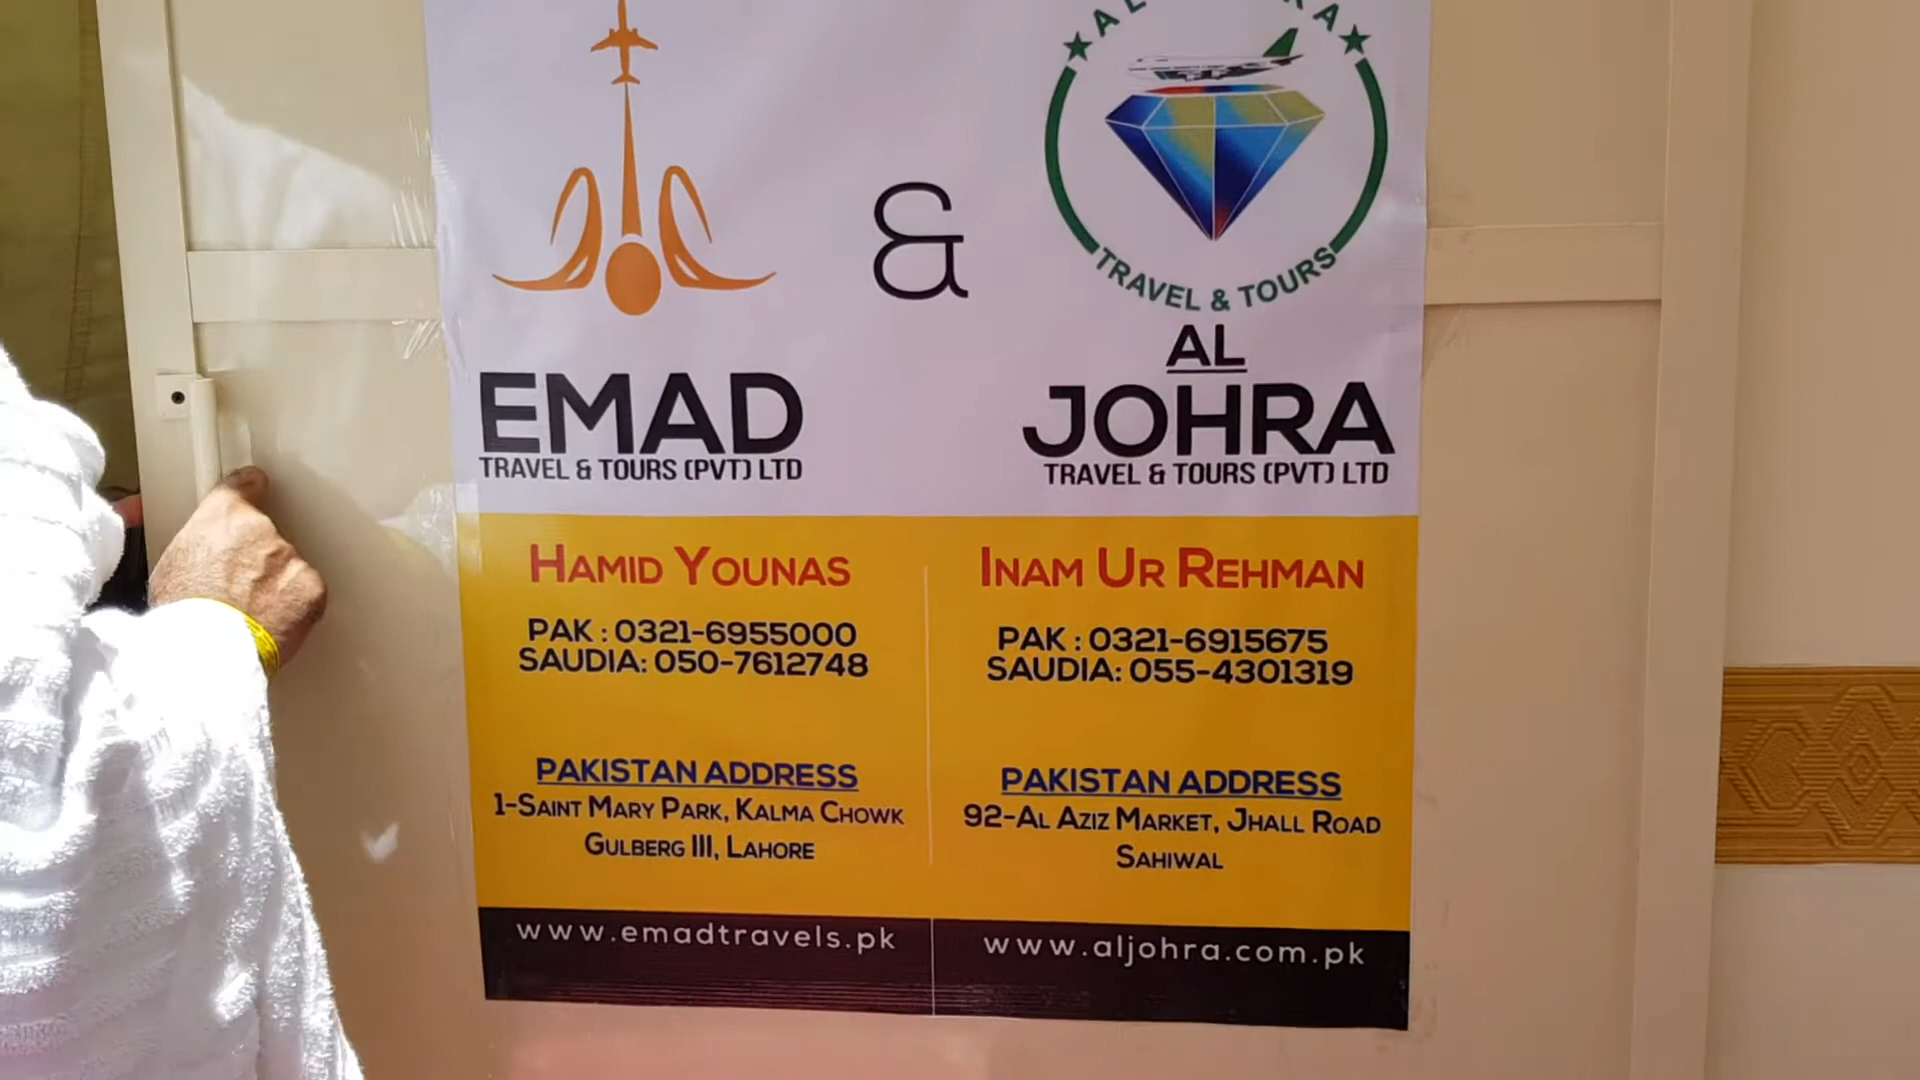 TRAVEL & TOURS
&
EMAD
TRAVEL & TOURS (PVT) LTD
AL
JOHRA
TRAVEL & TOURS (PVT) LTD
HAMID YOUNAS
PAK : 0321-6955000
SAUDIA: 050-7612748
PAKISTAN ADDRESS
1-SAINT MARY PARK, KALMA CHOWK
GULBERG III, LAHORE
www.emadtravels.pk
INAM UR REHMAN
PAK : 0321-6915675
SAUDIA: 055-4301319
PAKISTAN ADDRESS
92-AL AZIZ MARKET, JHALL ROAD
SAHIWAL
www.aljohra.com.pk